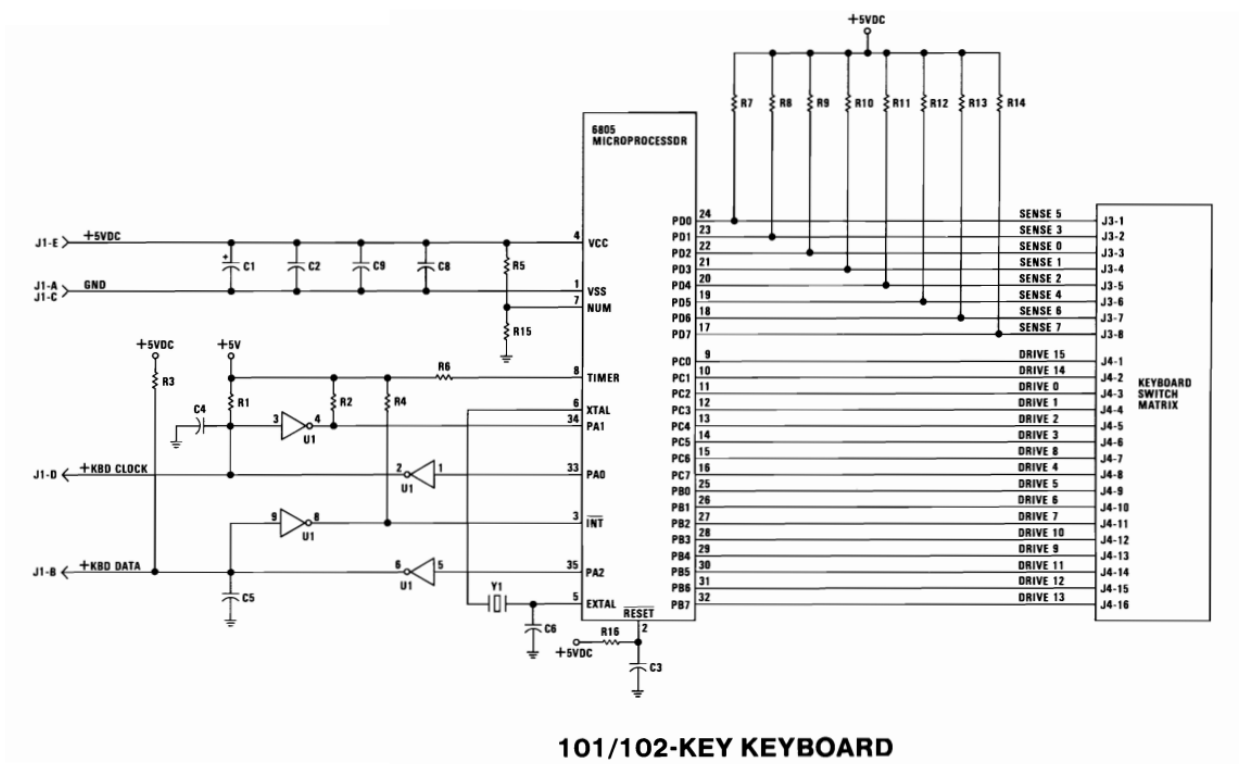 +5VDC
R7 R8 R9 R10 R11 R12 R13 R14
6805
MICROPROCESSDR
PD0 24 SENSE 5 J3-1
PD1 23 SENSE 3 J3-2
PD2 22 SENSE 0 J3-3
PD3 21 SENSE 1 J3-4
PD4 20 SENSE 2 J3-5
PD5 19 SENSE 4 J3-6
PD6 18 SENSE 6 J3-7
PD7 17 SENSE 7 J3-8
J1-E +5VDC 4 VCC
+ C1 C2 C9 C8 R5
J1-A GND 1 VSS
J1-C
7 NUM
R15
+5VDC +5V
R3 R6 8 TIMER
R1 R2 R4
6 XTAL
C4 3 4 34 PA1
U1
J1-D +KBD CLOCK 2 1 33 PA0
U1
9 8 3 INT
U1
J1-B +KBD DATA 6 5 35 PA2
U1
C5 Y1 5 EXTAL
C6
RESET
2
R16
+5VDC
C3
PC0 9 DRIVE 15 J4-1
PC1 10 DRIVE 14 J4-2
PC2 11 DRIVE 0 J4-3
PC3 12 DRIVE 1 J4-4
PC4 13 DRIVE 2 J4-5
PC5 14 DRIVE 3 J4-6
PC6 15 DRIVE 8 J4-7
PC7 16 DRIVE 4 J4-8
PB0 25 DRIVE 5 J4-9
PB1 26 DRIVE 6 J4-10
PB2 27 DRIVE 7 J4-11
PB3 28 DRIVE 10 J4-12
PB4 29 DRIVE 9 J4-13
PB5 30 DRIVE 11 J4-14
PB6 31 DRIVE 12 J4-15
PB7 32 DRIVE 13 J4-16
KEYBOARD
SWITCH
MATRIX
101/102-KEY KEYBOARD